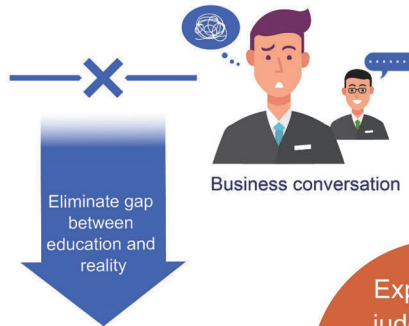 Business conversation
Eliminate gap
between
education and
reality